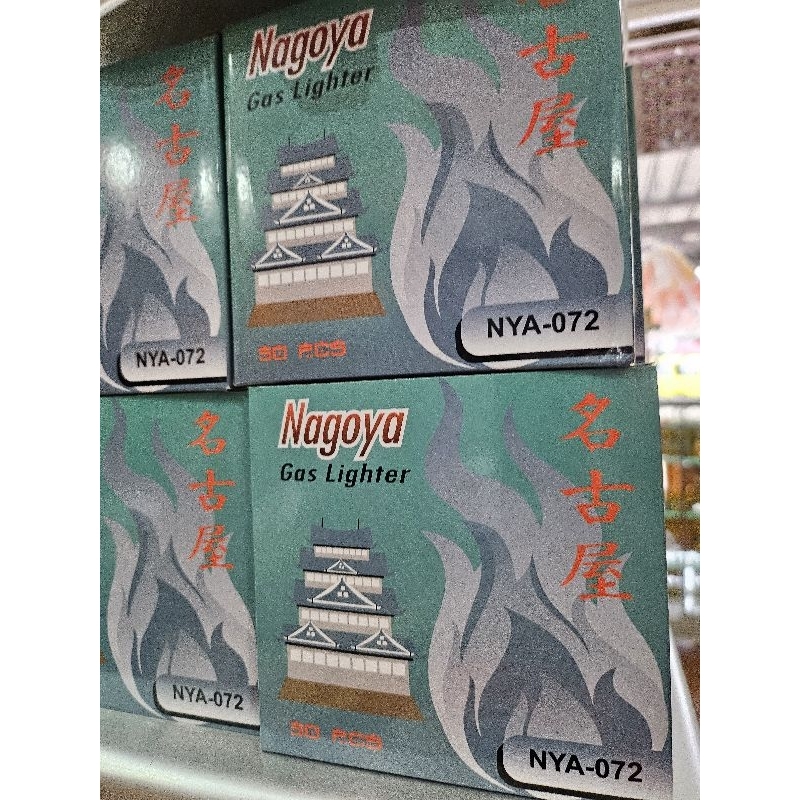 名古屋
NYA-072
Nagoya
Gas Lighter
名古屋
50 PCS
NYA-072
名古屋
NYA-072
Nagoya
Gas Lighter
名古屋
50 PCS
NYA-072